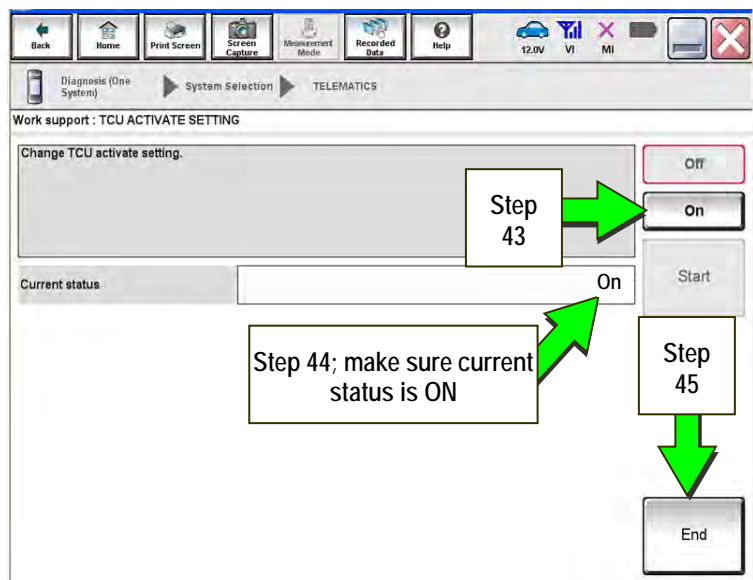 Back
Home
Print Screen
Screen
Capture
Measurement
Mode
Recorded
Data
Help
12.0V
VI
MI
Diagnosis (One
System)
System Selection
TELEMATICS
Work support : TCU ACTIVATE SETTING
Change TCU activate setting.
Off
Step
43
On
Current status
On
Start
Step 44; make sure current
status is ON
Step
45
End